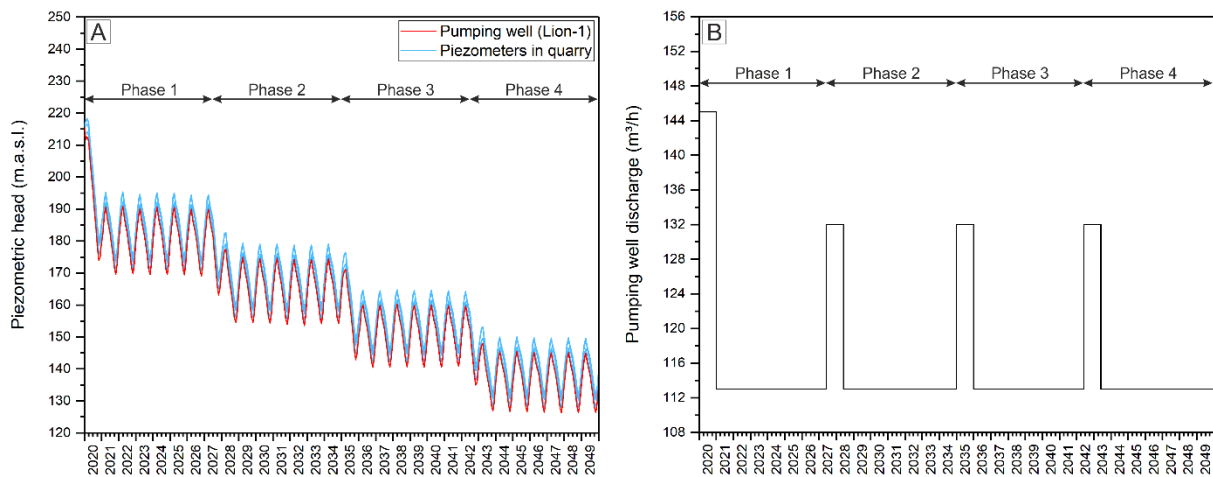 A
Pumping well (Lion-1)
Piezometers in quarry
Phase 1 Phase 2 Phase 3 Phase 4
Piezometric head (m.a.s.l.)
250
240
230
220
210
200
190
180
170
160
150
140
130
120
2020 2021 2022 2023 2024 2025 2026 2027 2028 2029 2030 2031 2032 2033 2034 2035 2036 2037 2038 2039 2040 2041 2042 2043 2044 2045 2046 2047 2048 2049
B
Phase 1 Phase 2 Phase 3 Phase 4
Pumping well discharge (m³/h)
156
152
148
144
140
136
132
128
124
120
116
112
108
2020 2021 2022 2023 2024 2025 2026 2027 2028 2029 2030 2031 2032 2033 2034 2035 2036 2037 2038 2039 2040 2041 2042 2043 2044 2045 2046 2047 2048 2049